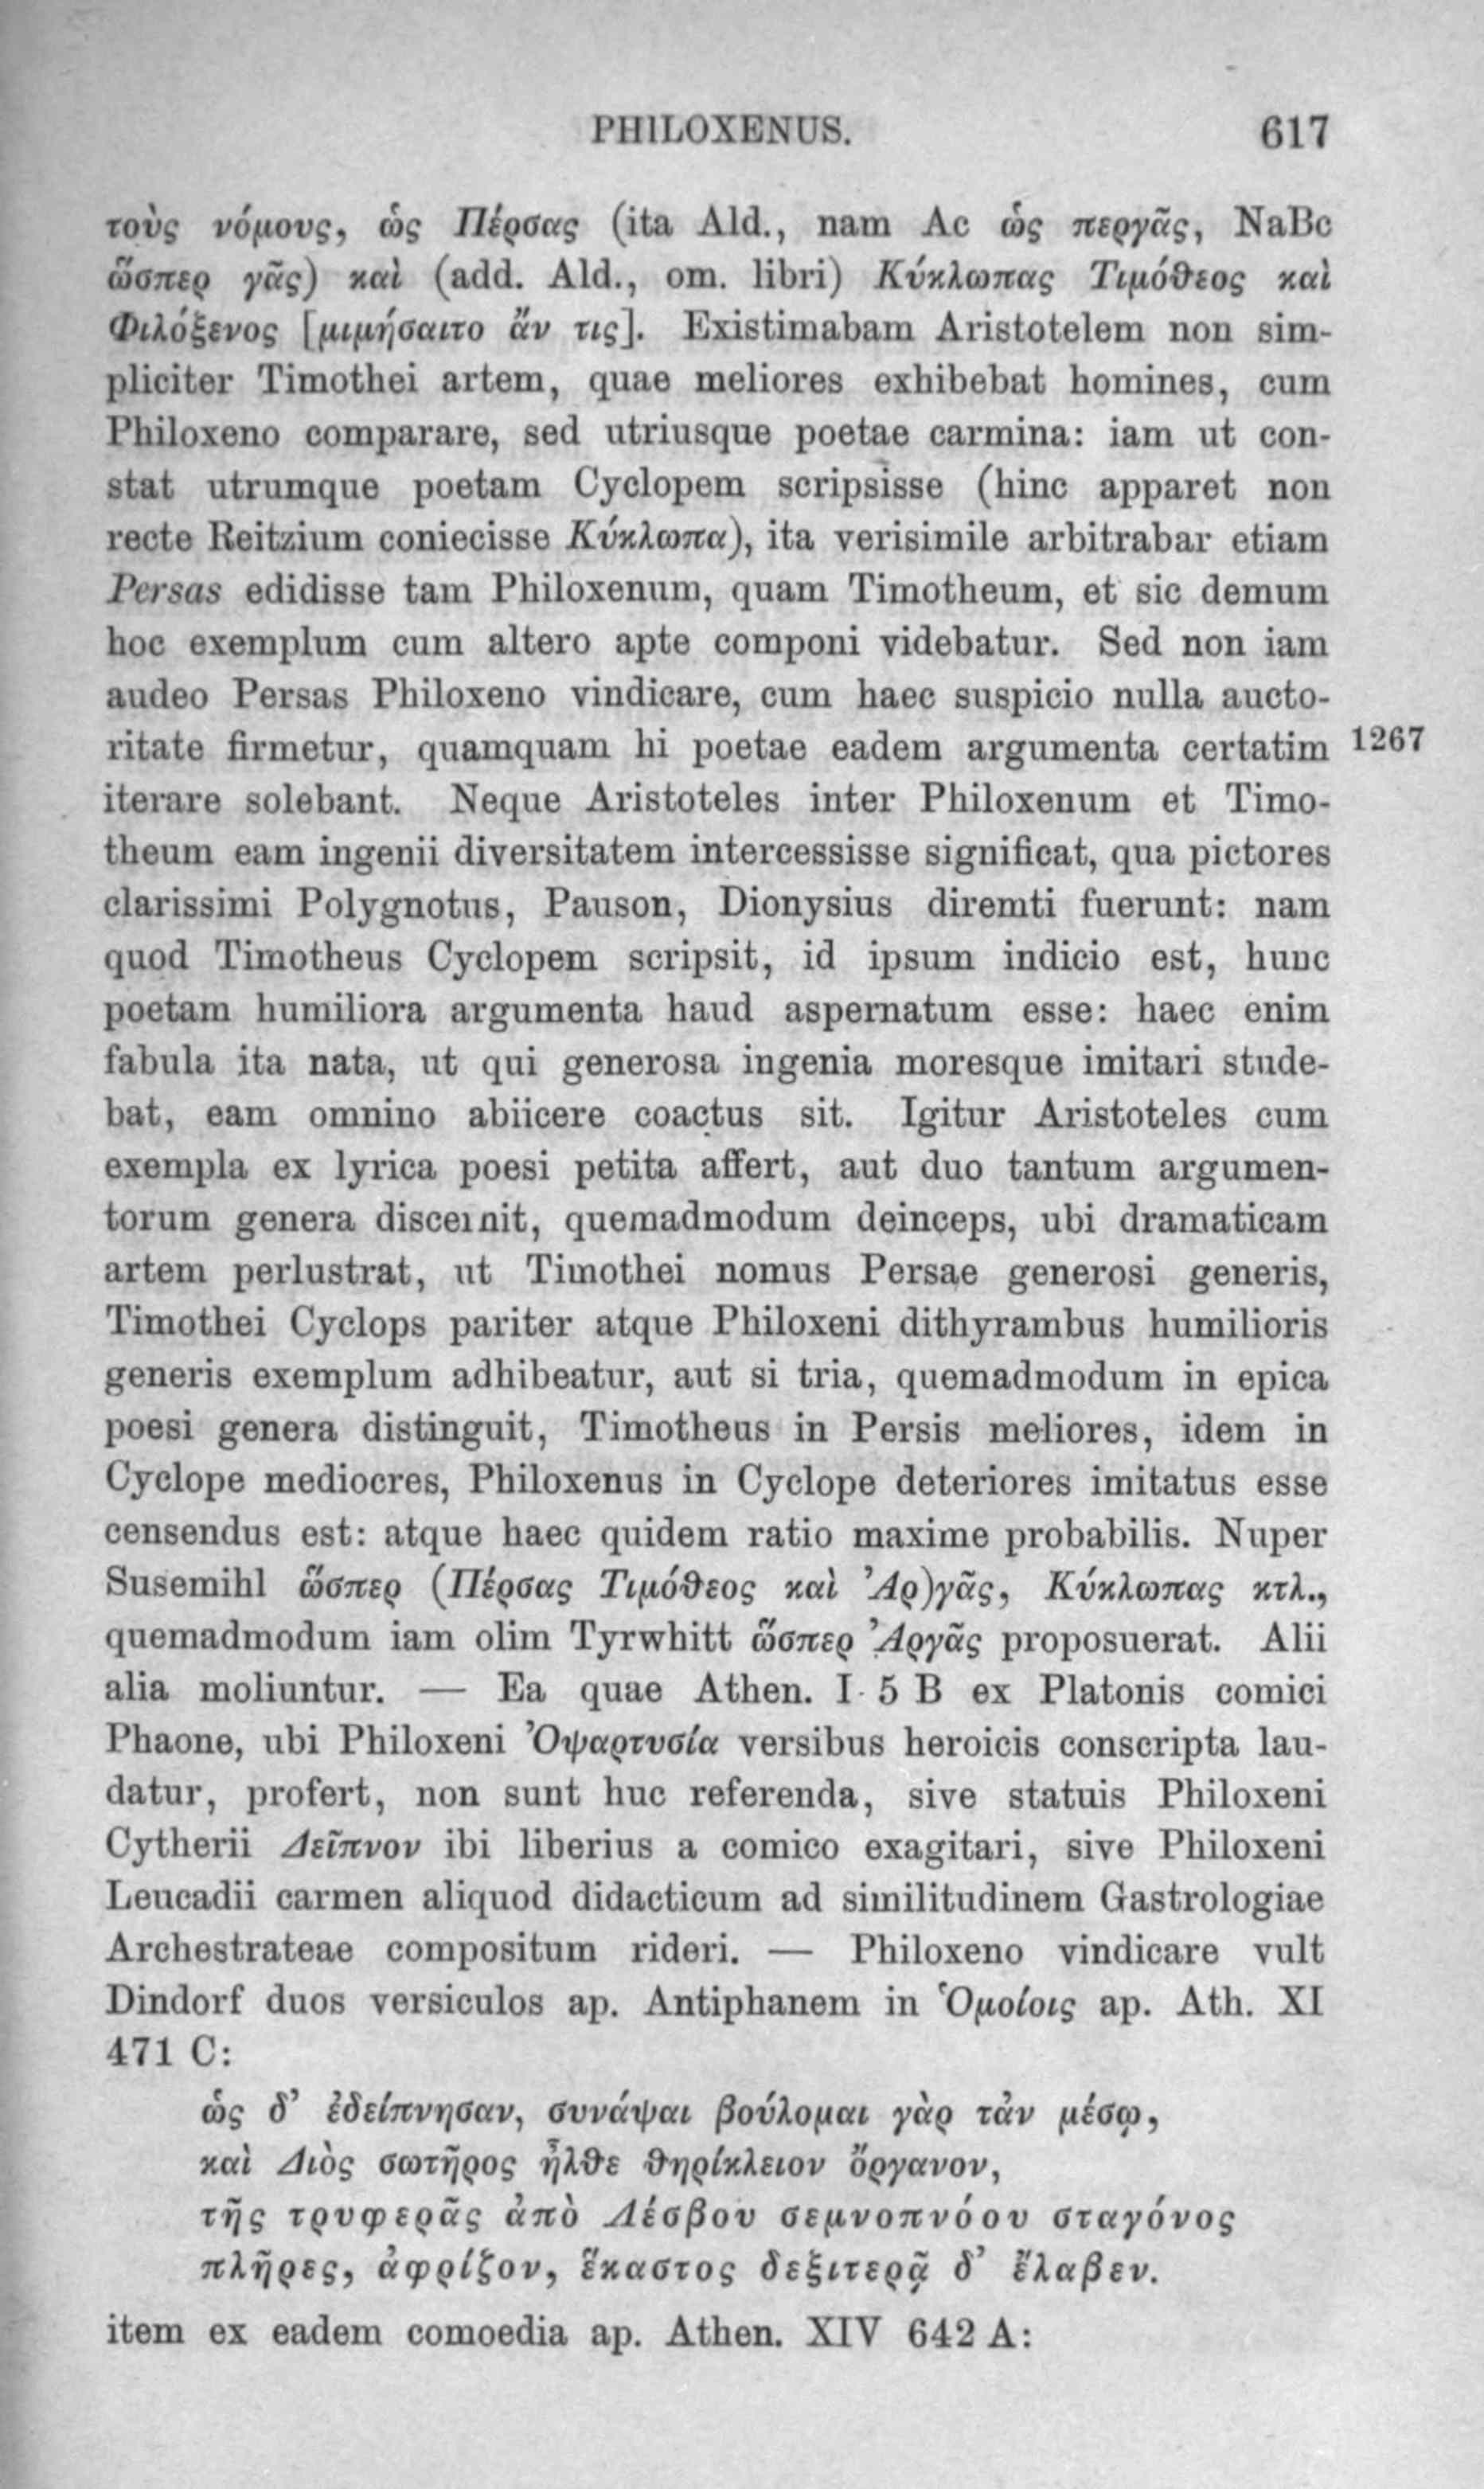 PHILOXENUS. 617
τοὺς νόμους, ὡς Πέρσας (ita Ald., nam Ac ὡς περγᾶς, NaBc
ὥσπερ γᾶς) καὶ (add. Ald., om. libri) Κύκλωπας Τιμόθεος καὶ
Φιλόξενος [μιμήσαιτο ἄν τις]. Existimabam Aristotelem non sim-
pliciter Timothei artem, quae meliores exhibebat homines, cum
Philoxeno comparare, sed utriusque poetae carmina: iam ut con-
stat utrumque poetam Cyclopem scripsisse (hinc apparet non
recte Reitzium coniecisse Κύκλωπα), ita verisimile arbitrabar etiam
Persas edidisse tam Philoxenum, quam Timotheum, et sic demum
hoc exemplum cum altero apte componi videbatur. Sed non iam
audeo Persas Philoxeno vindicare, cum haec suspicio nulla aucto-
ritate firmetur, quamquam hi poetae eadem argumenta certatim 1267
iterare solebant. Neque Aristoteles inter Philoxenum et Timo-
theum eam ingenii diversitatem intercessisse significat, qua pictores
clarissimi Polygnotus, Pauson, Dionysius diremti fuerunt: nam
quod Timotheus Cyclopem scripsit, id ipsum indicio est, hunc
poetam humiliora argumenta haud aspernatum esse: haec enim
fabula ita nata, ut qui generosa ingenia moresque imitari stude-
bat, eam omnino abiicere coactus sit. Igitur Aristoteles cum
exempla ex lyrica poesi petita affert, aut duo tantum argumen-
torum genera discernit, quemadmodum deinceps, ubi dramaticam
artem perlustrat, ut Timothei nomus Persae generosi generis,
Timothei Cyclops pariter atque Philoxeni dithyrambus humilioris
generis exemplum adhibeatur, aut si tria, quemadmodum in epica
poesi genera distinguit, Timotheus in Persis meliores, idem in
Cyclope mediocres, Philoxenus in Cyclope deteriores imitatus esse
censendus est: atque haec quidem ratio maxime probabilis. Nuper
Susemihl ὥσπερ (Πέρσας Τιμόθεος καὶ Ἀρ)γᾶς, Κύκλωπας κτλ.,
quemadmodum iam olim Tyrwhitt ὥσπερ Ἀργᾶς proposuerat. Alii
alia moliuntur. — Ea quae Athen. I 5 B ex Platonis comici
Phaone, ubi Philoxeni Ὀψαρτυσία versibus heroicis conscripta lau-
datur, profert, non sunt huc referenda, sive statuis Philoxeni
Cytherii Δεῖπνον ibi liberius a comico exagitari, sive Philoxeni
Leucadii carmen aliquod didacticum ad similitudinem Gastrologiae
Archestrateae compositum rideri. — Philoxeno vindicare vult
Dindorf duos versiculos ap. Antiphanem in Ὁμοίοις ap. Ath. XI
471 C:
ὡς δ’ ἐδείπνησαν, συνάψαι βούλομαι γὰρ τἀν μέσῳ,
καὶ Διὸς σωτῆρος ἦλθε θηρίκλειον ὄργανον,
τῆς τρυφερᾶς ἀπὸ Λέσβου σεμνοπνόου σταγόνος
πλῆρες, ἀφρίζον, ἕκαστος δεξιτερᾷ δ’ ἔλαβεν.
item ex eadem comoedia ap. Athen. XIV 642 A: